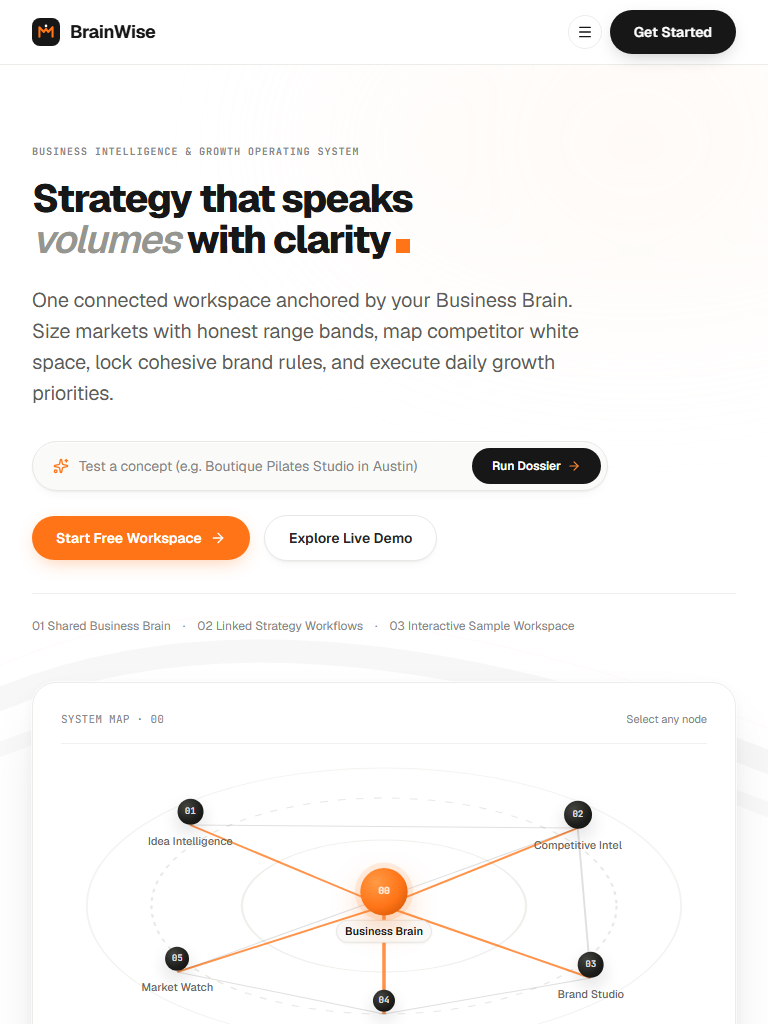 BrainWise
Get Started
BUSINESS INTELLIGENCE & GROWTH OPERATING SYSTEM
Strategy that speaks
volumes with clarity
One connected workspace anchored by your Business Brain.
Size markets with honest range bands, map competitor white
space, lock cohesive brand rules, and execute daily growth
priorities.
Test a concept (e.g. Boutique Pilates Studio in Austin)
Run Dossier →
Start Free Workspace →
Explore Live Demo
01 Shared Business Brain · 02 Linked Strategy Workflows · 03 Interactive Sample Workspace
SYSTEM MAP · 00
Select any node
01
Idea Intelligence
02
Competitive Intel
00
Business Brain
05
Market Watch
03
Brand Studio
04